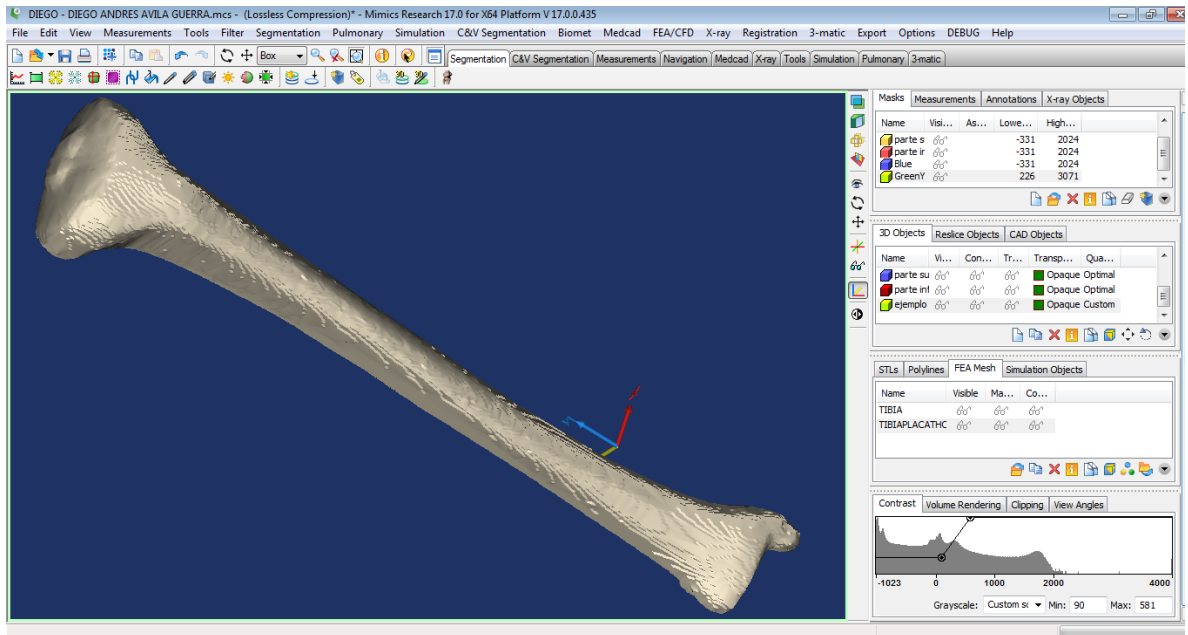 DIEGO - DIEGO ANDRES AVILA GUERRA.mcs - (Lossless Compression)* - Mimics Research 17.0 for X64 Platform V 17.0.0.435
File Edit View Measurements Tools Filter Segmentation Pulmonary Simulation C&V Segmentation Biomet Medcad FEA/CFD X-ray Registration 3-matic Export Options DEBUG Help
Box Segmentation C&V Segmentation Measurements Navigation Medcad X-ray Tools Simulation Pulmonary 3-matic
Masks Measurements Annotations X-ray Objects
Name Visi... As... Lowe... High...
parte s -331 2024
parte ir -331 2024
Blue -331 2024
GreenY 226 3071
3D Objects Reslice Objects CAD Objects
Name Vi... Con... Tr... Transp... Qua...
parte su Opaque Optimal
parte inf Opaque Optimal
ejemplo Opaque Custom
STLs Polylines FEA Mesh Simulation Objects
Name Visible Ma... Co...
TIBIA
TIBIAPLACATHC
Contrast Volume Rendering Clipping View Angles
-1023 0 1000 2000 4000
Grayscale: Custom sc Min: 90 Max: 581